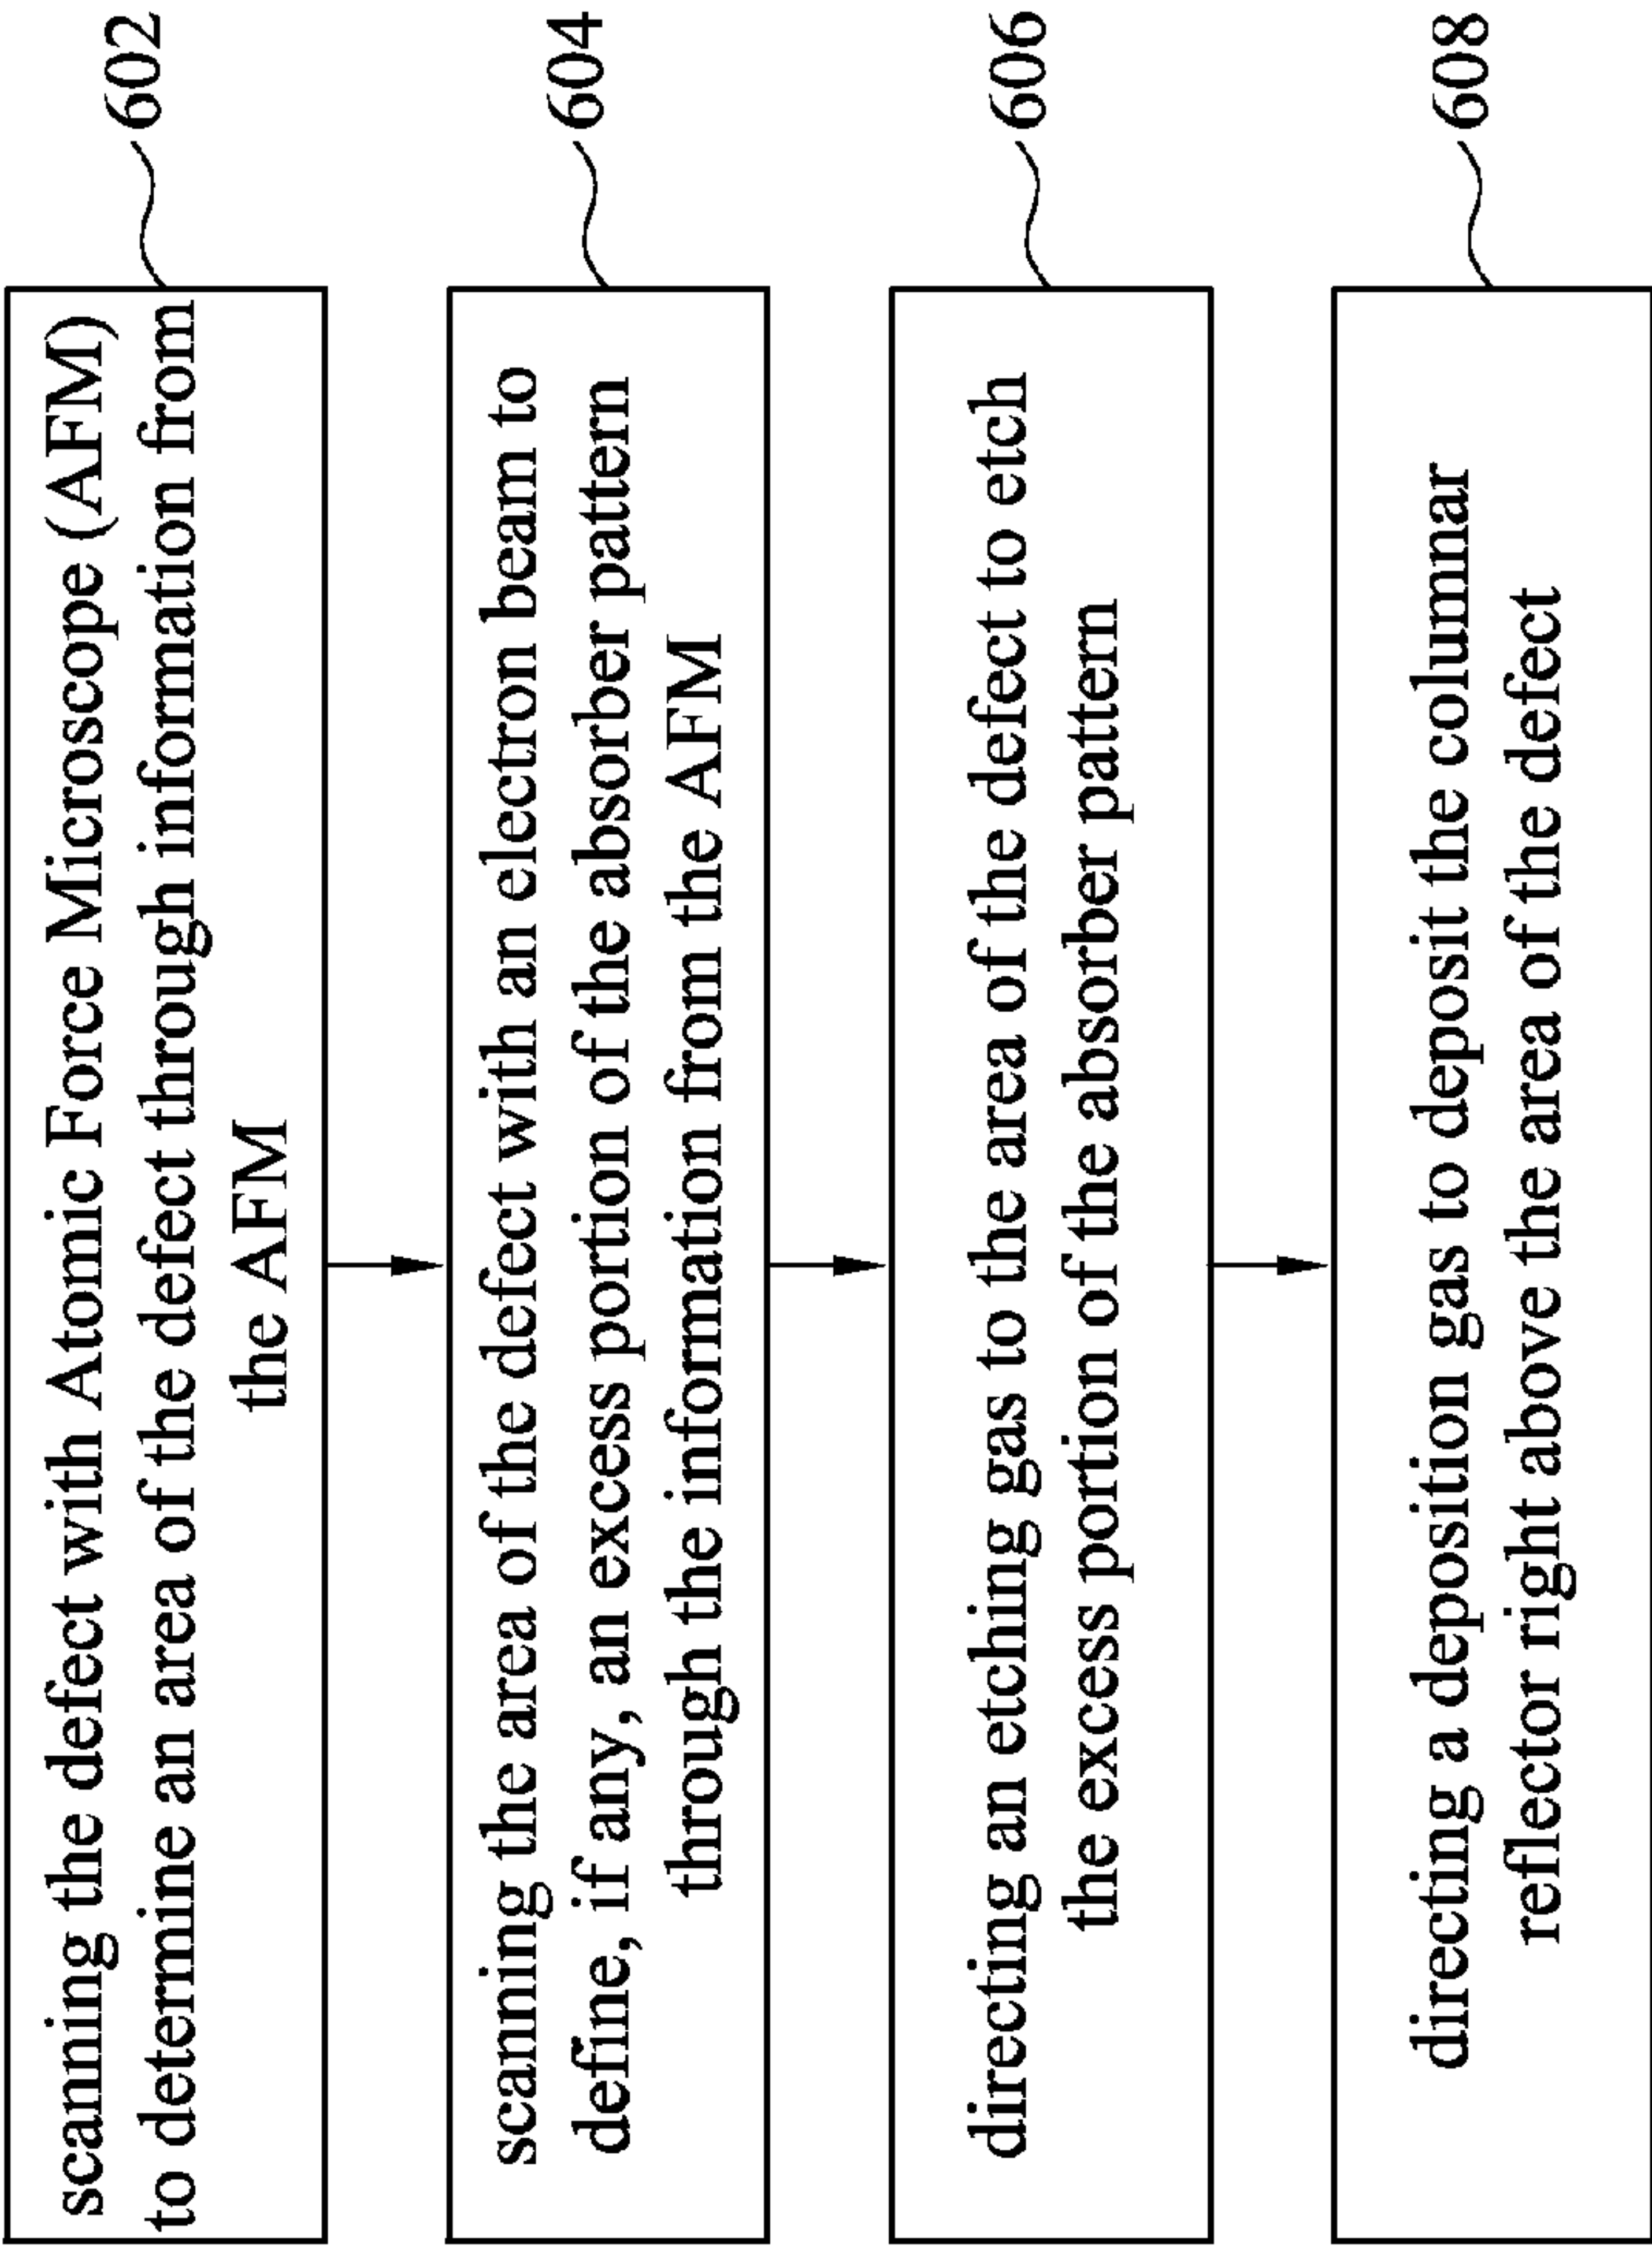 scanning the defect with Atomic Force Microscope (AFM)
to determine an area of the defect through information from
the AFM
602
scanning the area of the defect with an electron beam to
define, if any, an excess portion of the absorber pattern
through the information from the AFM
604
directing an etching gas to the area of the defect to etch
the excess portion of the absorber pattern
606
directing a deposition gas to deposit the columnar
reflector right above the area of the defect
608